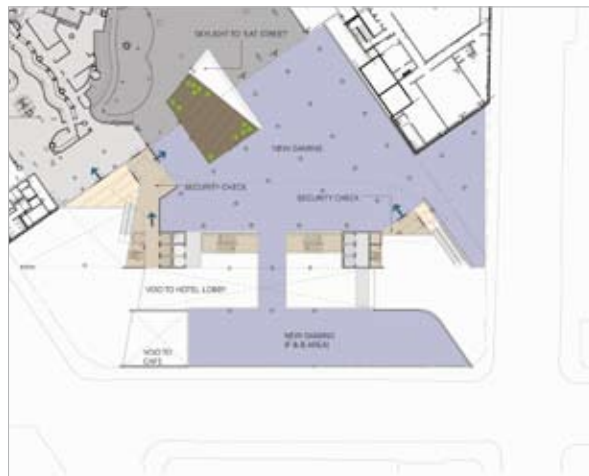 SKYLIGHT TO 'EAT STREET'
NEW GAMING
SECURITY CHECK
SECURITY CHECK
VOID TO HOTEL LOBBY
NEW GAMING
(F & B AREA)
VOID TO
CAFE